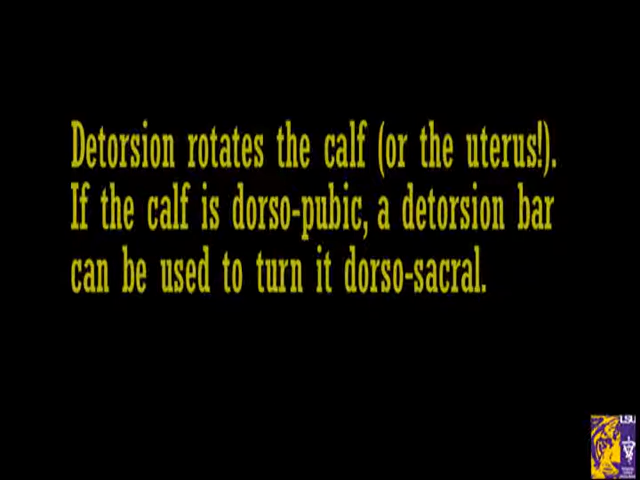 Detorsion rotates the calf (or the uterus!).
If the calf is dorso-pubic, a detorsion bar
can be used to turn it dorso-sacral.
LSU